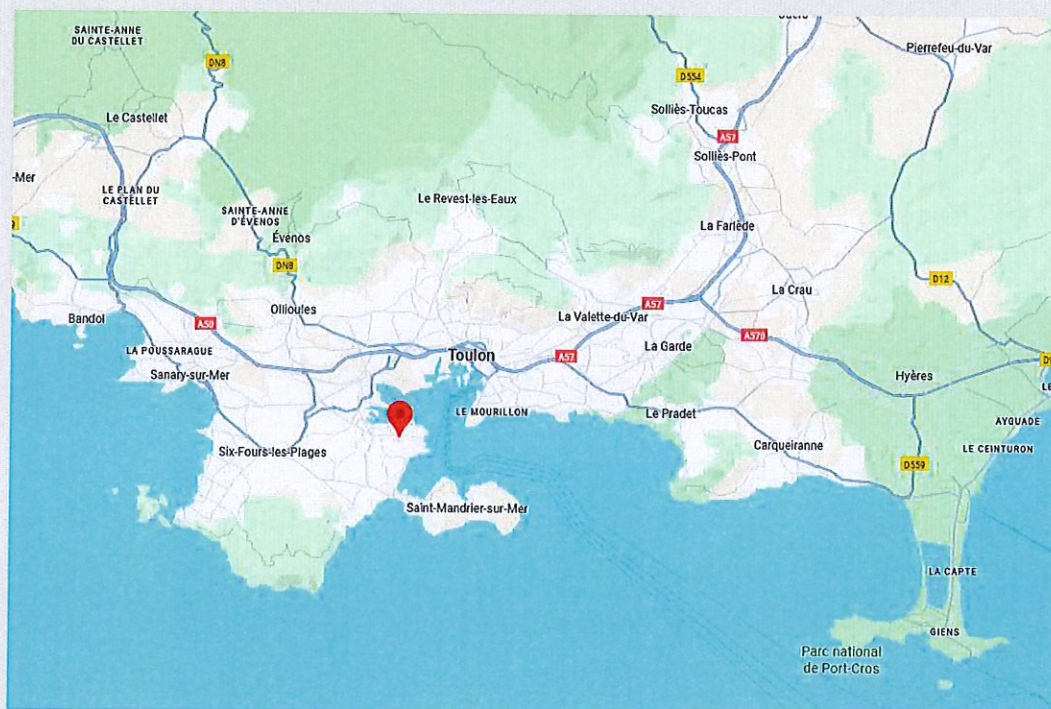 SAINTE-ANNE
DU CASTELLET
DN8
D554
Pierrefeu-du-Var
Le Castellet
Solliès-Toucas
A57
Solliès-Pont
-Mer
LE PLAN DU
CASTELLET
Le Revest-les-Eaux
SAINTE-ANNE
D'ÉVENOS
La Farlède
Évenos
DN8
D12
La Crau
A57
Ollioules
La Valette-du-Var
Bandol
A50
A570
LA POUSSARAGUE
Toulon
A57
La Garde
Sanary-sur-Mer
Hyères
LE MOURILLON
Le Pradet
AYGUADE
Six-Fours-les-Plages
Carqueiranne
LE CEINTURON
D559
Saint-Mandrier-sur-Mer
LA CAPTE
GIENS
Parc national
de Port-Cros